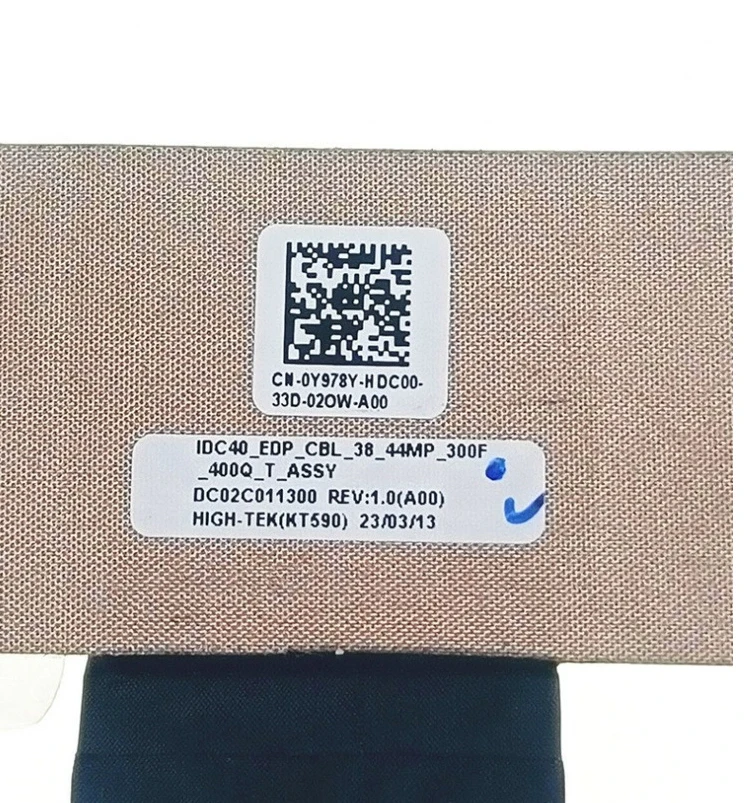 CN-0Y978Y-HDC00-
33D-02OW-A00
IDC40_EDP_CBL_38_44MP_300F
_400Q_T_ASSY
DC02C011300 REV:1.0(A00)
HIGH-TEK(KT590) 23/03/13